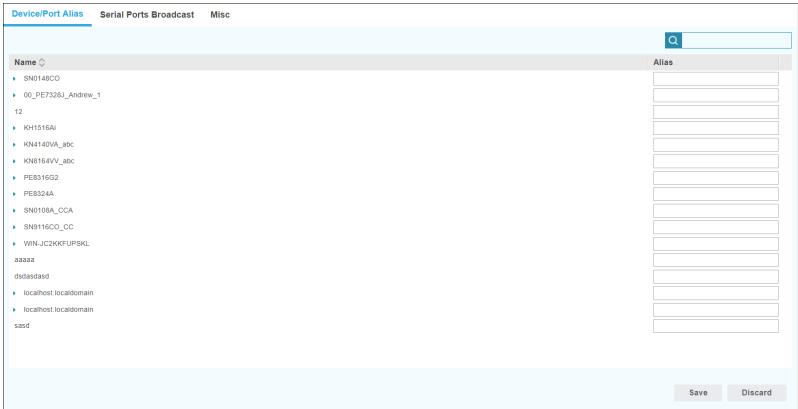 Device/Port Alias Serial Ports Broadcast Misc
Name Alias
SN0148CO
00_PE7328J_Andrew_1
12
KH1516Ai
KN4140VA_abc
KN8164VV_abc
PE8316G2
PE8324A
SN0108A_CCA
SN9116CO_CC
WIN-JC2KKFUPSKL
aaaaa
dsdasdasd
localhost.localdomain
localhost.localdomain
sasd
Save Discard